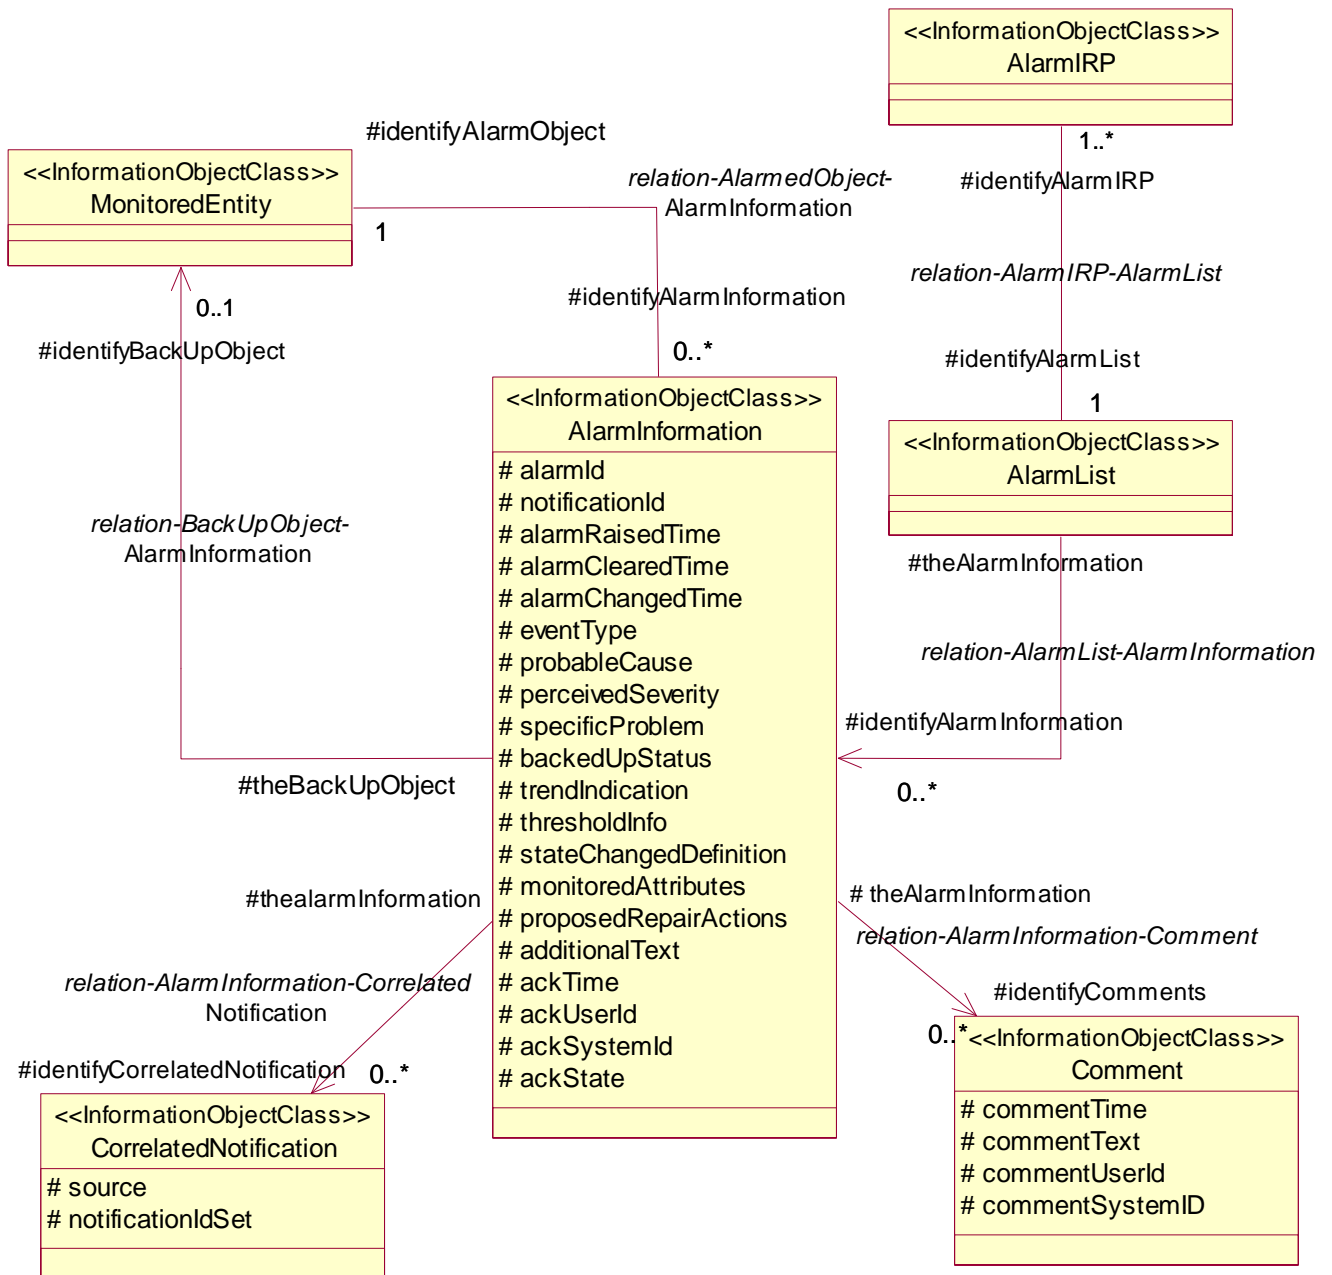 <<InformationObjectClass>>
AlarmIRP
1..*
#identifyAlarmIRP
relation-AlarmIRP-AlarmList
#identifyAlarmList
1
<<InformationObjectClass>>
AlarmList
#theAlarmInformation
relation-AlarmList-AlarmInformation
#identifyAlarmInformation
0..*
#identifyAlarmObject
<<InformationObjectClass>>
MonitoredEntity
1
relation-AlarmedObject-
AlarmInformation
#identifyAlarmInformation
0..*
0..1
#identifyBackUpObject
relation-BackUpObject-
AlarmInformation
#theBackUpObject
<<InformationObjectClass>>
AlarmInformation
# alarmId
# notificationId
# alarmRaisedTime
# alarmClearedTime
# alarmChangedTime
# eventType
# probableCause
# perceivedSeverity
# specificProblem
# backedUpStatus
# trendIndication
# thresholdInfo
# stateChangedDefinition
# monitoredAttributes
# proposedRepairActions
# additionalText
# ackTime
# ackUserId
# ackSystemId
# ackState
#thealarmInformation
relation-AlarmInformation-Correlated
Notification
#identifyCorrelatedNotification
0..*
<<InformationObjectClass>>
CorrelatedNotification
# source
# notificationIdSet
# theAlarmInformation
relation-AlarmInformation-Comment
#identifyComments
0..*
<<InformationObjectClass>>
Comment
# commentTime
# commentText
# commentUserId
# commentSystemID